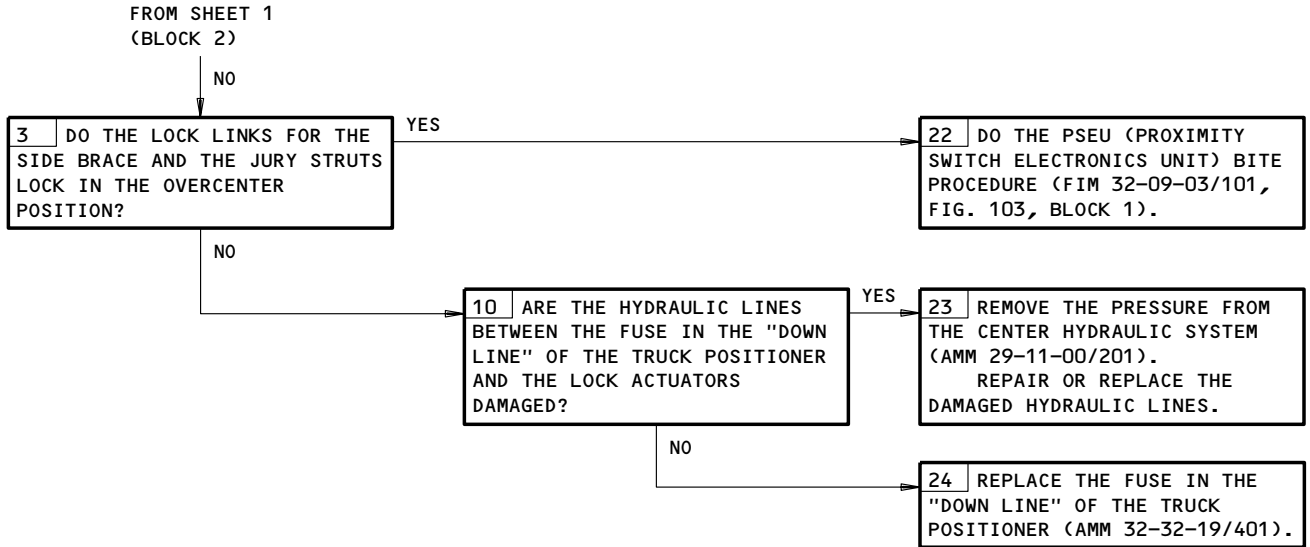 FROM SHEET 1
(BLOCK 2)
NO
3 DO THE LOCK LINKS FOR THE
SIDE BRACE AND THE JURY STRUTS
LOCK IN THE OVERCENTER
POSITION?
YES
22 DO THE PSEU (PROXIMITY
SWITCH ELECTRONICS UNIT) BITE
PROCEDURE (FIM 32-09-03/101,
FIG. 103, BLOCK 1).
NO
10 ARE THE HYDRAULIC LINES
BETWEEN THE FUSE IN THE "DOWN
LINE" OF THE TRUCK POSITIONER
AND THE LOCK ACTUATORS
DAMAGED?
YES
23 REMOVE THE PRESSURE FROM
THE CENTER HYDRAULIC SYSTEM
(AMM 29-11-00/201).
REPAIR OR REPLACE THE
DAMAGED HYDRAULIC LINES.
NO
24 REPLACE THE FUSE IN THE
"DOWN LINE" OF THE TRUCK
POSITIONER (AMM 32-32-19/401).